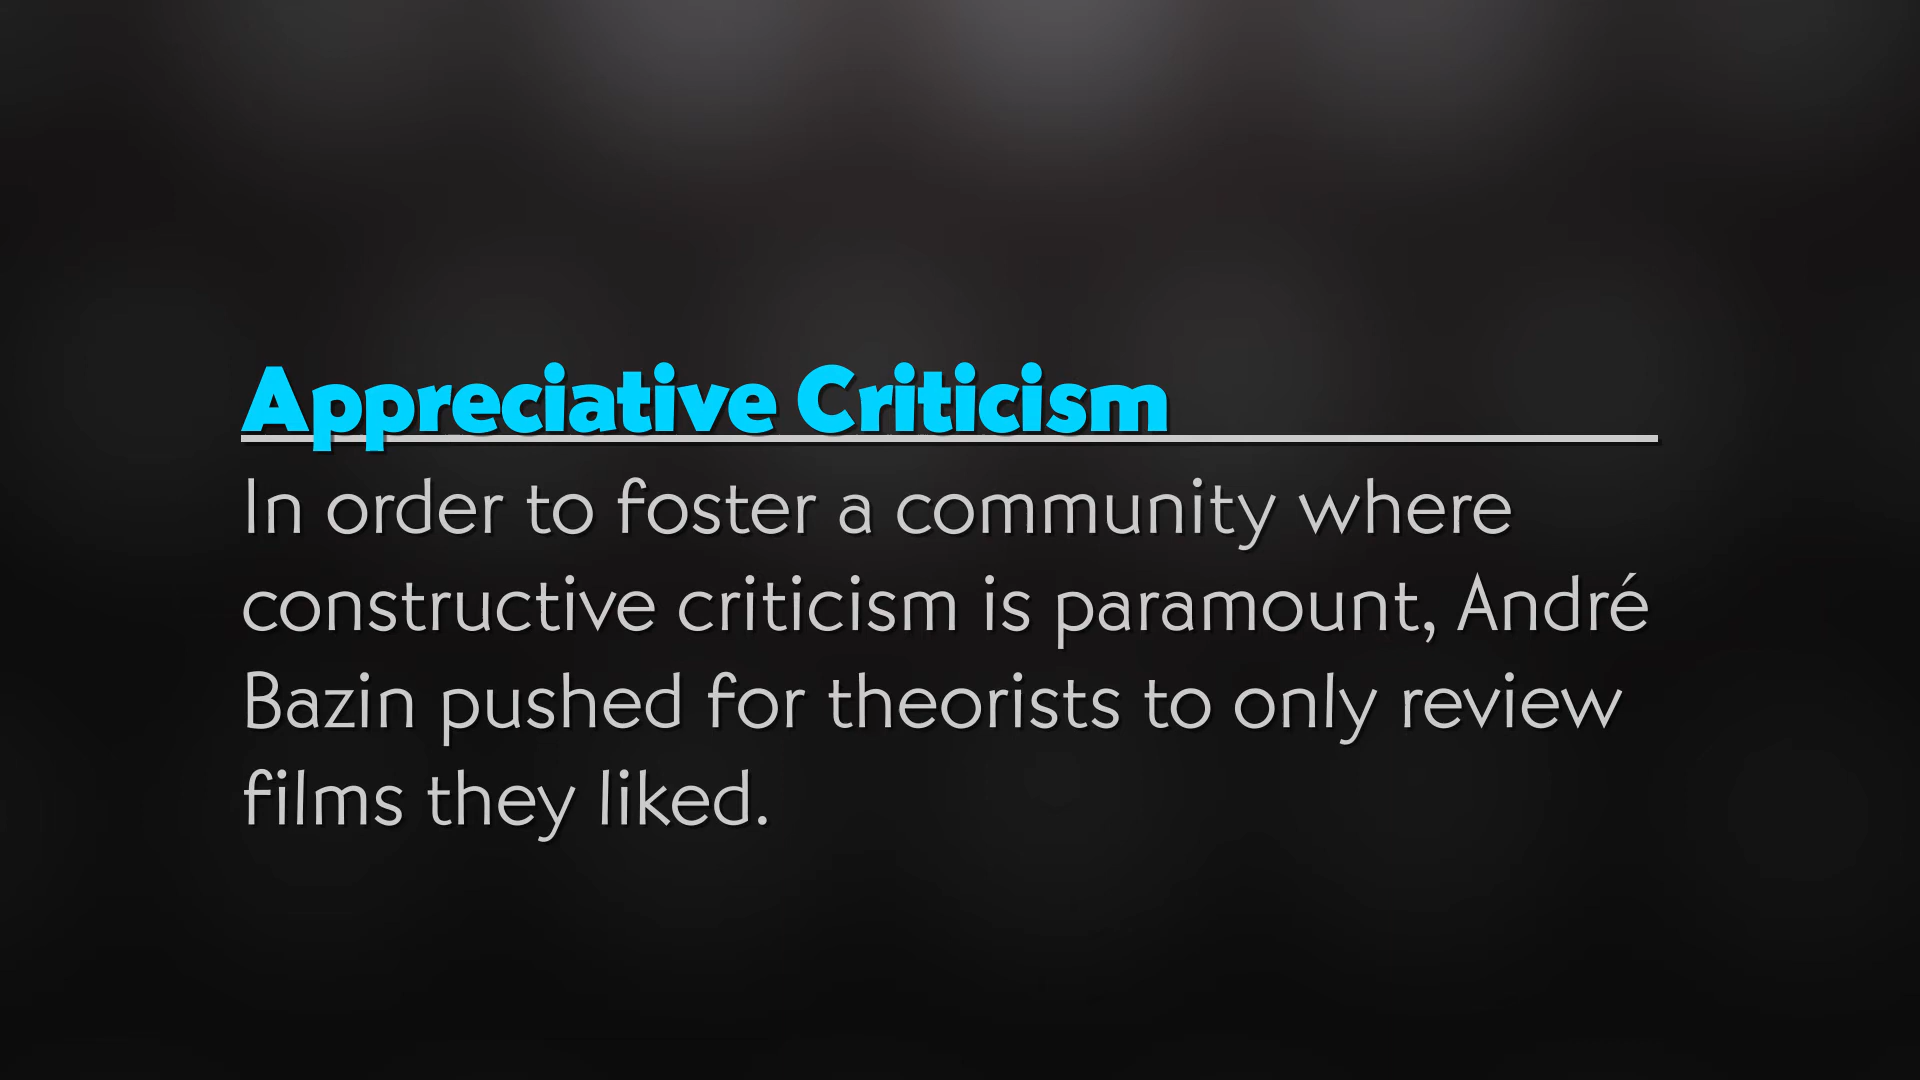 Appreciative Criticism
In order to foster a community where
constructive criticism is paramount, André
Bazin pushed for theorists to only review
films they liked.